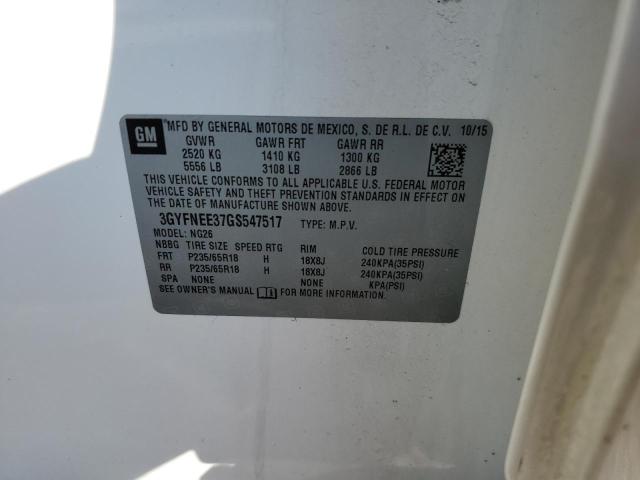 GM
MFD BY GENERAL MOTORS DE MEXICO, S. DE R.L. DE C.V. 10/15
GVWR GAWR FRT GAWR RR
2520 KG 1410 KG 1300 KG
5556 LB 3108 LB 2866 LB
THIS VEHICLE CONFORMS TO ALL APPLICABLE U.S. FEDERAL MOTOR
VEHICLE SAFETY AND THEFT PREVENTION STANDARDS IN EFFECT ON
THE DATE OF MANUFACTURE SHOWN ABOVE.
3GYFNEE37GS547517 TYPE: M.P.V.
MODEL: NG26
NBBG TIRE SIZE SPEED RTG RIM COLD TIRE PRESSURE
FRT P235/65R18 H 18X8J 240KPA(35PSI)
RR P235/65R18 H 18X8J 240KPA(35PSI)
SPA NONE NONE KPA(PSI)
SEE OWNER'S MANUAL FOR MORE INFORMATION.